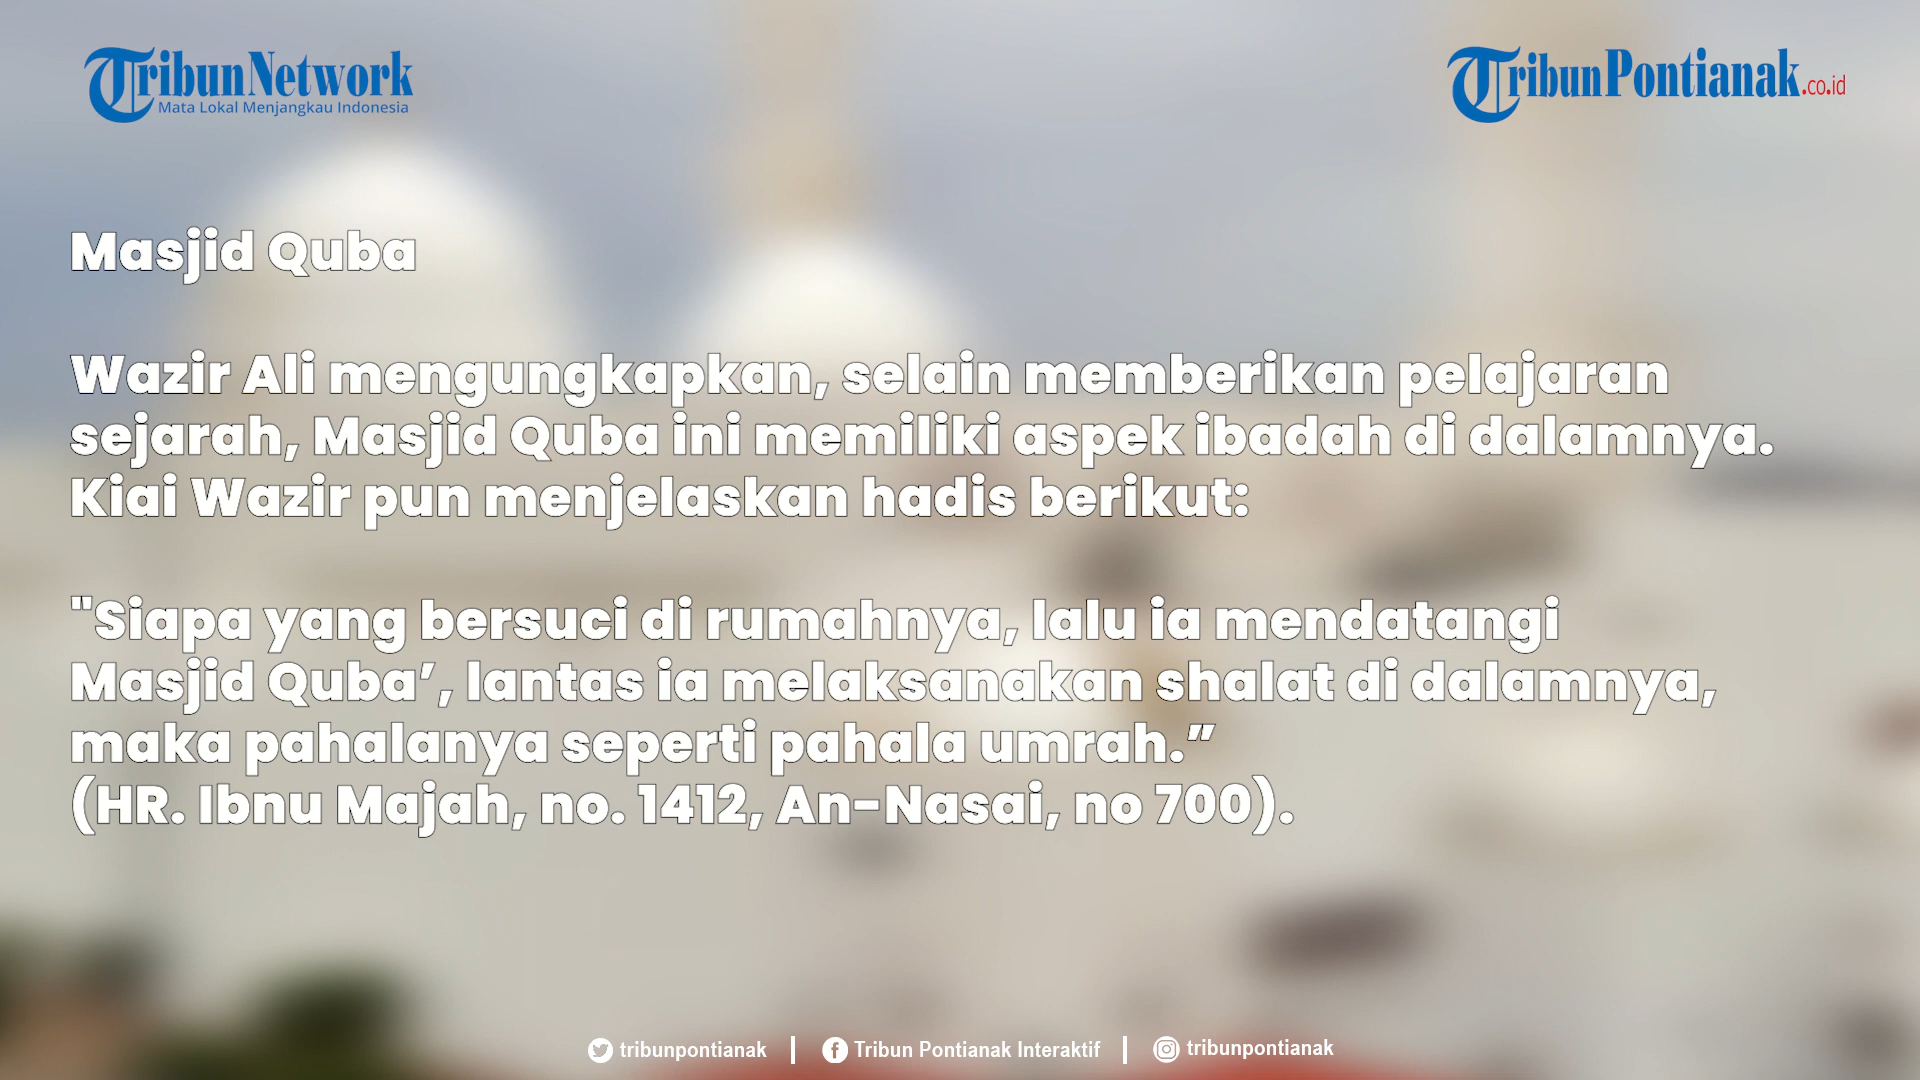 TribunNetwork
Mata Lokal Menjangkau Indonesia
TribunPontianak.co.id
Masjid Quba
Wazir Ali mengungkapkan, selain memberikan pelajaran
sejarah, Masjid Quba ini memiliki aspek ibadah di dalamnya.
Kiai Wazir pun menjelaskan hadis berikut:
"Siapa yang bersuci di rumahnya, lalu ia mendatangi
Masjid Quba’, lantas ia melaksanakan shalat di dalamnya,
maka pahalanya seperti pahala umrah.”
(HR. Ibnu Majah, no. 1412, An-Nasai, no 700).
tribunpontianak | Tribun Pontianak Interaktif | tribunpontianak